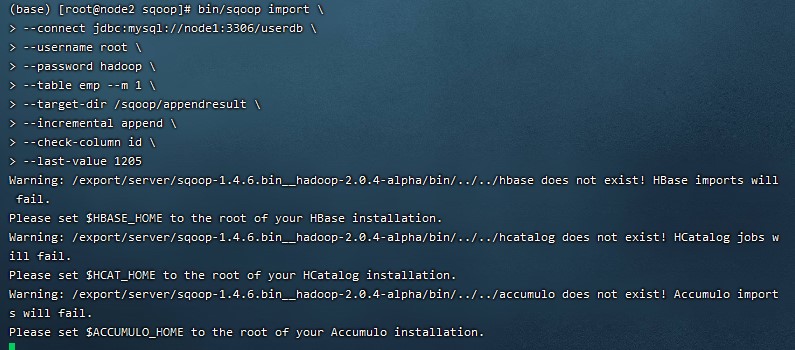 (base) [root@node2 sqoop]# bin/sqoop import \
> --connect jdbc:mysql://node1:3306/userdb \
> --username root \
> --password hadoop \
> --table emp --m 1 \
> --target-dir /sqoop/appendresult \
> --incremental append \
> --check-column id \
> --last-value 1205
Warning: /export/server/sqoop-1.4.6.bin__hadoop-2.0.4-alpha/bin/../../hbase does not exist! HBase imports will
 fail.
Please set $HBASE_HOME to the root of your HBase installation.
Warning: /export/server/sqoop-1.4.6.bin__hadoop-2.0.4-alpha/bin/../../hcatalog does not exist! HCatalog jobs w
ill fail.
Please set $HCAT_HOME to the root of your HCatalog installation.
Warning: /export/server/sqoop-1.4.6.bin__hadoop-2.0.4-alpha/bin/../../accumulo does not exist! Accumulo import
s will fail.
Please set $ACCUMULO_HOME to the root of your Accumulo installation.